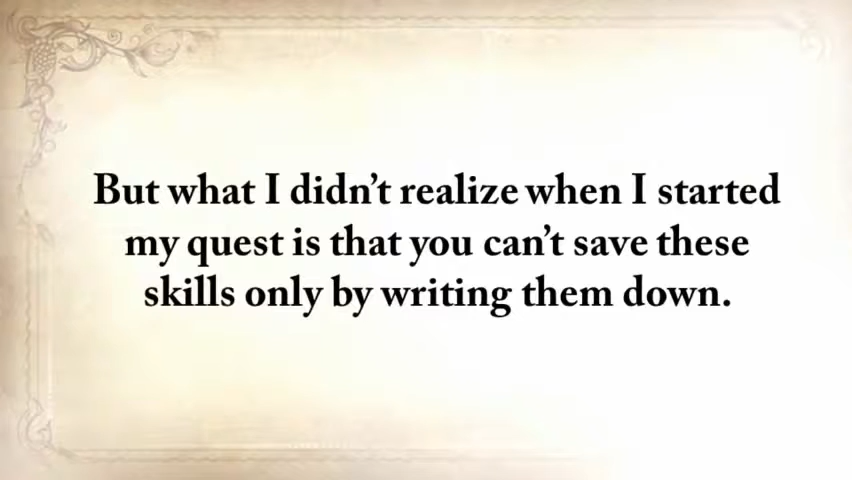 But what I didn’t realize when I started
my quest is that you can’t save these
skills only by writing them down.